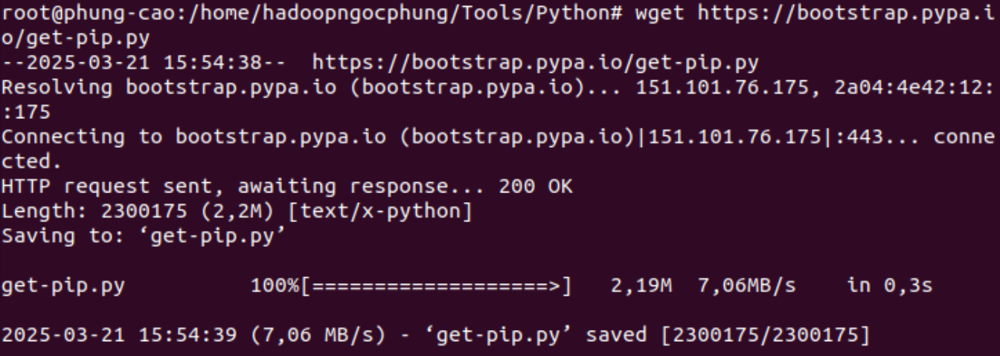 root@phung-cao:/home/hadoopngocphung/Tools/Python# wget https://bootstrap.pypa.i
o/get-pip.py
--2025-03-21 15:54:38--  https://bootstrap.pypa.io/get-pip.py
Resolving bootstrap.pypa.io (bootstrap.pypa.io)... 151.101.76.175, 2a04:4e42:12:
:175
Connecting to bootstrap.pypa.io (bootstrap.pypa.io)|151.101.76.175|:443... conne
cted.
HTTP request sent, awaiting response... 200 OK
Length: 2300175 (2,2M) [text/x-python]
Saving to: ‘get-pip.py’
get-pip.py          100%[===================>]   2,19M  7,06MB/s    in 0,3s
2025-03-21 15:54:39 (7,06 MB/s) - ‘get-pip.py’ saved [2300175/2300175]